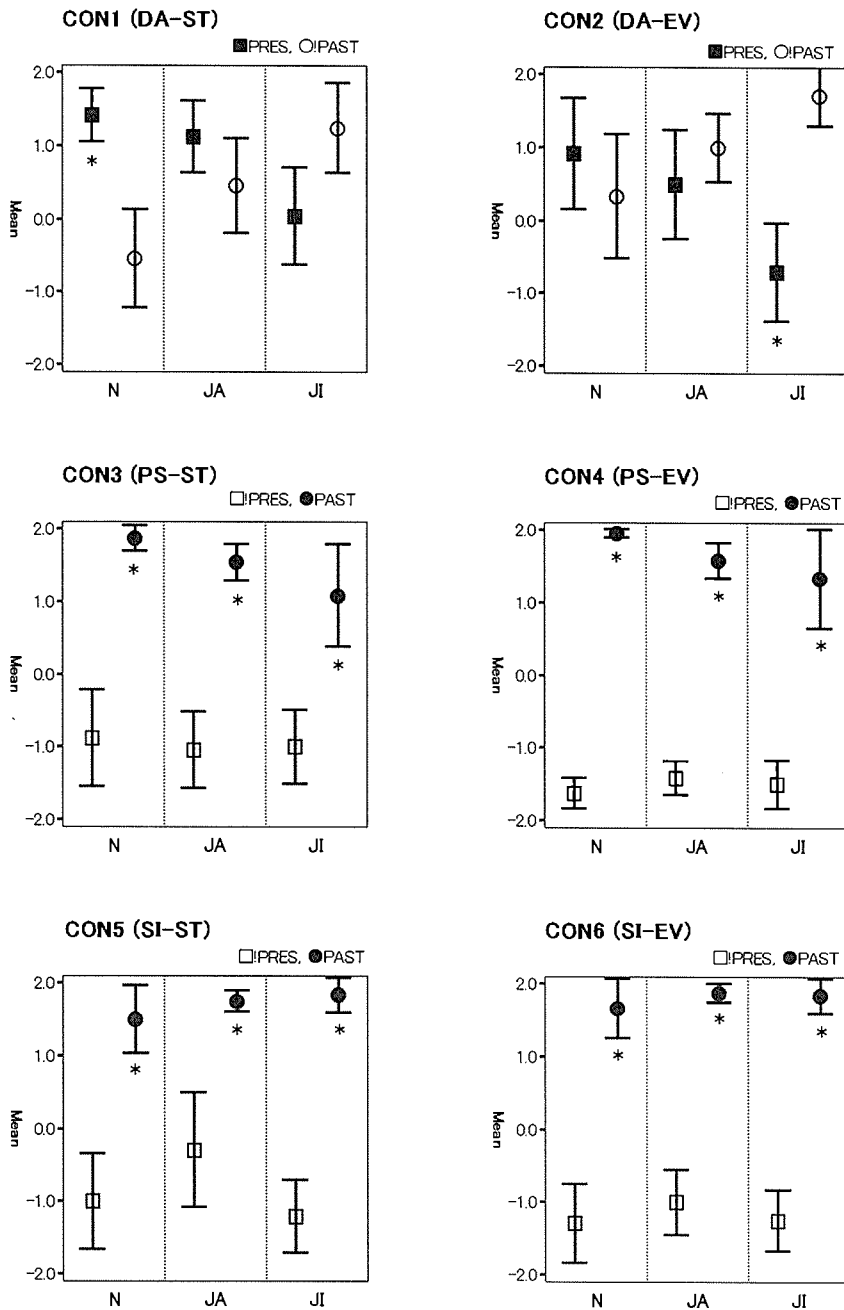 CON1 (DA-ST)
■PRES, ○!PAST
2.0
1.0
0.0
-1.0
-2.0
Mean
*
N JA JI
CON2 (DA-EV)
■PRES, ○!PAST
2.0
1.0
0.0
-1.0
-2.0
Mean
*
N JA JI
CON3 (PS-ST)
□!PRES, ●PAST
2.0
1.0
0.0
-1.0
-2.0
Mean
* * *
N JA JI
CON4 (PS-EV)
□!PRES, ●PAST
2.0
1.0
0.0
-1.0
-2.0
Mean
* * *
N JA JI
CON5 (SI-ST)
□!PRES, ●PAST
2.0
1.0
0.0
-1.0
-2.0
Mean
* * *
N JA JI
CON6 (SI-EV)
□!PRES, ●PAST
2.0
1.0
0.0
-1.0
-2.0
Mean
* * *
N JA JI